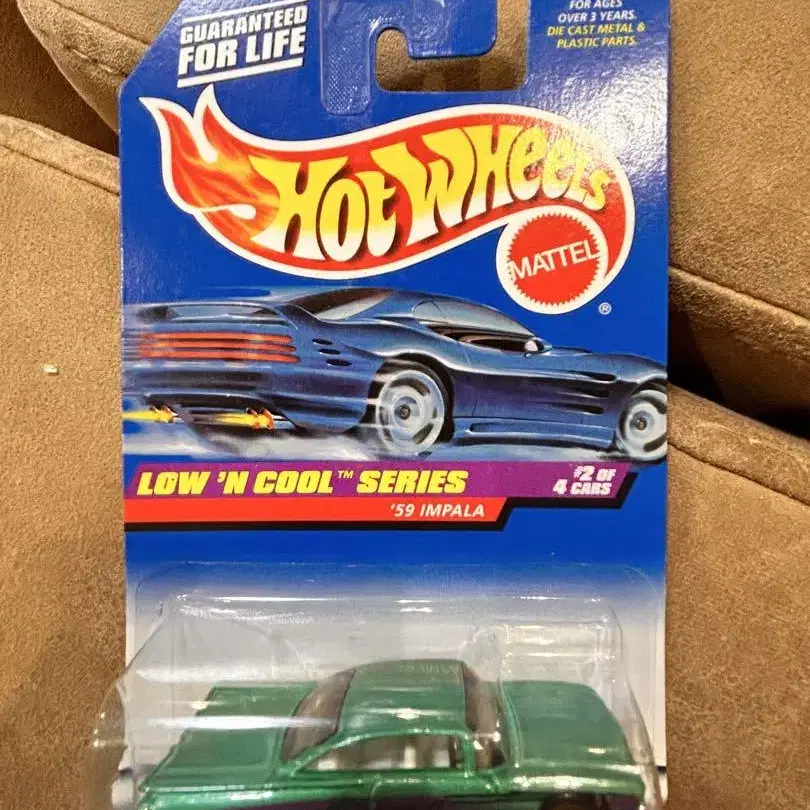 GUARANTEED
FOR LIFE
FOR AGES
OVER 3 YEARS.
DIE CAST METAL &
PLASTIC PARTS.
HOT WHEELS
MATTEL
®
LOW 'N COOL™ SERIES
#2 OF
4 CARS
'59 IMPALA